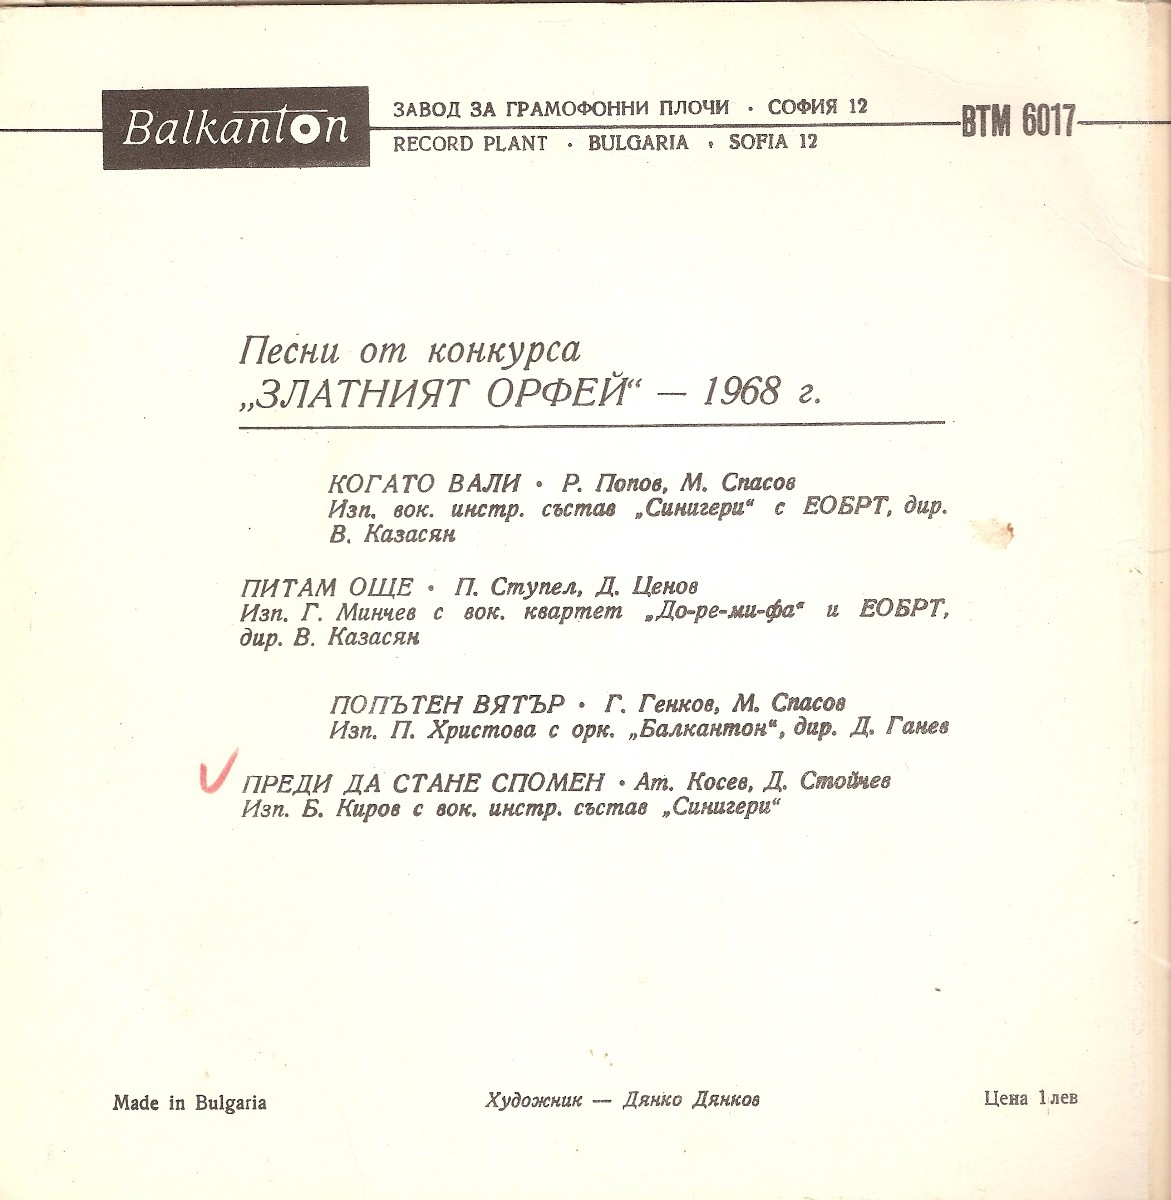 Balkanton
ЗАВОД ЗА ГРАМОФОННИ ПЛОЧИ · СОФИЯ 12
RECORD PLANT · BULGARIA · SOFIA 12
ВТМ 6017
Песни от конкурса
„ЗЛАТНИЯТ ОРФЕЙ“ — 1968 г.
КОГАТО ВАЛИ · Р. Попов, М. Спасов
Изп. вок. инстр. състав „Синигери“ с ЕОБРТ, дир.
В. Казасян
ПИТАМ ОЩЕ · П. Ступел, Д. Ценов
Изп. Г. Минчев с вок. квартет „До-ре-ми-фа“ и ЕОБРТ,
дир. В. Казасян
ПОПЪТЕН ВЯТЪР · Г. Генков, М. Спасов
Изп. П. Христова с орк. „Балкантон“, дир. Д. Ганев
ПРЕДИ ДА СТАНЕ СПОМЕН · Ат. Косев, Д. Стойчев
Изп. Б. Киров с вок. инстр. състав „Синигери“
Made in Bulgaria
Художник — Дянко Дянков
Цена 1 лев